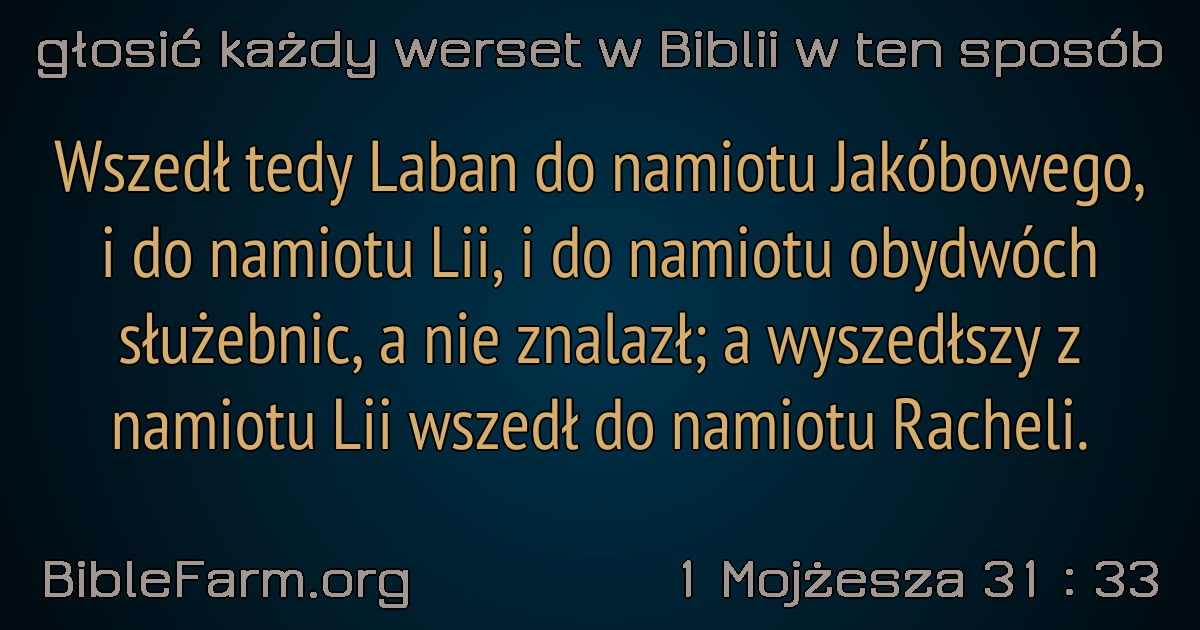 głosić każdy werset w Biblii w ten sposób
Wszedł tedy Laban do namiotu Jakóbowego,
i do namiotu Lii, i do namiotu obydwóch
służebnic, a nie znalazł; a wyszedłszy z
namiotu Lii wszedł do namiotu Racheli.
BibleFarm.org
1 Mojżesza 31 : 33